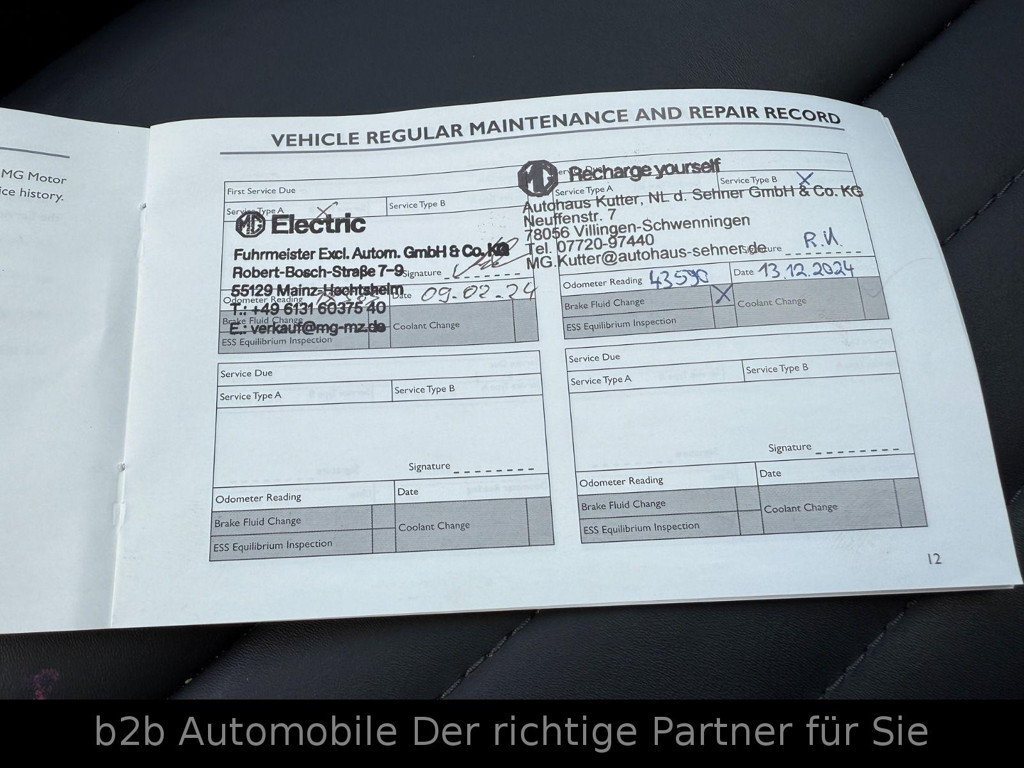 MG Motor
ice history.
VEHICLE REGULAR MAINTENANCE AND REPAIR RECORD
First Service Due
Service Type A X
Service Type B
MG Electric
Fuhrmeister Excl. Autom. GmbH & Co. KG
Robert-Bosch-Straße 7-9
Signature
55129 Mainz-Hechtsheim
Odometer Reading
Date 09.02.24
T.: +49 6131 60375 40
Brake Fluid Change
E.: verkauf@mg-mz.de
Coolant Change
ESS Equilibrium Inspection
MG Recharge yourself
Service Type A
Service Type B X
Autohaus Kutter, NL d. Sehner GmbH & Co. KG
Neuffenstr. 7
78056 Villingen-Schwenningen
Tel. 07720-97440
MG.Kutter@autohaus-sehner.de
Signature R.U.
Odometer Reading 43590
Date 13.12.2024
Brake Fluid Change X
Coolant Change
ESS Equilibrium Inspection
Service Due
Service Type A
Service Type B
Signature
Odometer Reading
Date
Brake Fluid Change
Coolant Change
ESS Equilibrium Inspection
Service Due
Service Type A
Service Type B
Signature
Odometer Reading
Date
Brake Fluid Change
Coolant Change
ESS Equilibrium Inspection
12
b2b Automobile Der richtige Partner für Sie